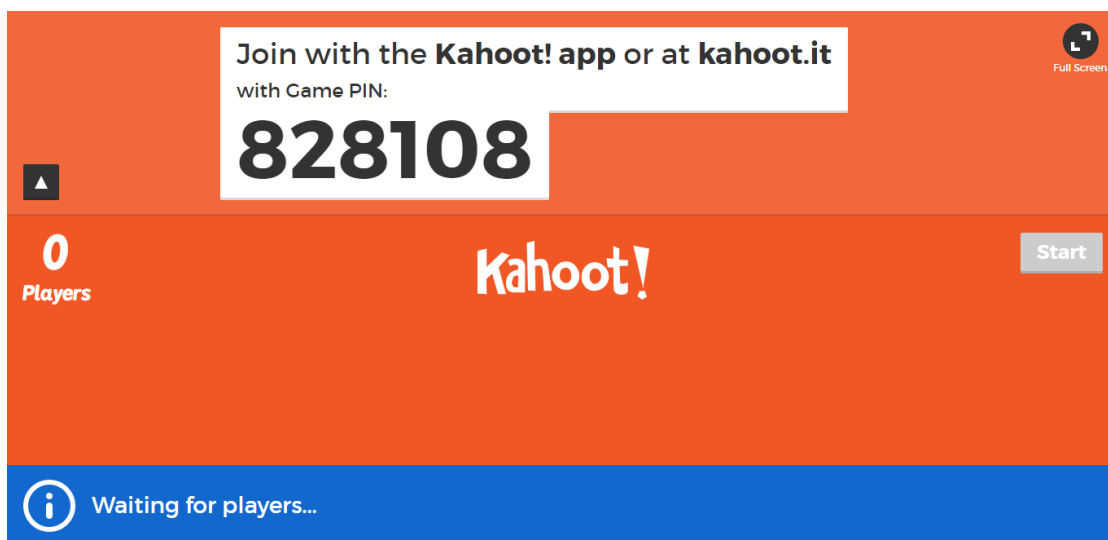 Join with the Kahoot! app or at kahoot.it
with Game PIN:
828108
Full Screen
0
Players
Kahoot!
Start
Waiting for players...